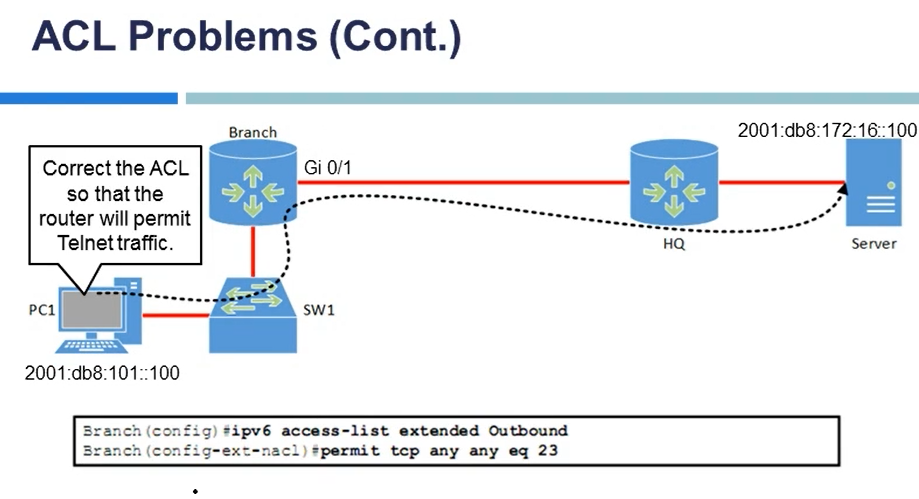 ACL Problems (Cont.)
Branch
2001:db8:172:16::100
Correct the ACL
so that the
router will permit
Telnet traffic.
Gi 0/1
HQ
Server
PC1
SW1
2001:db8:101::100
Branch(config)#ipv6 access-list extended Outbound
Branch(config-ext-nacl)#permit tcp any any eq 23